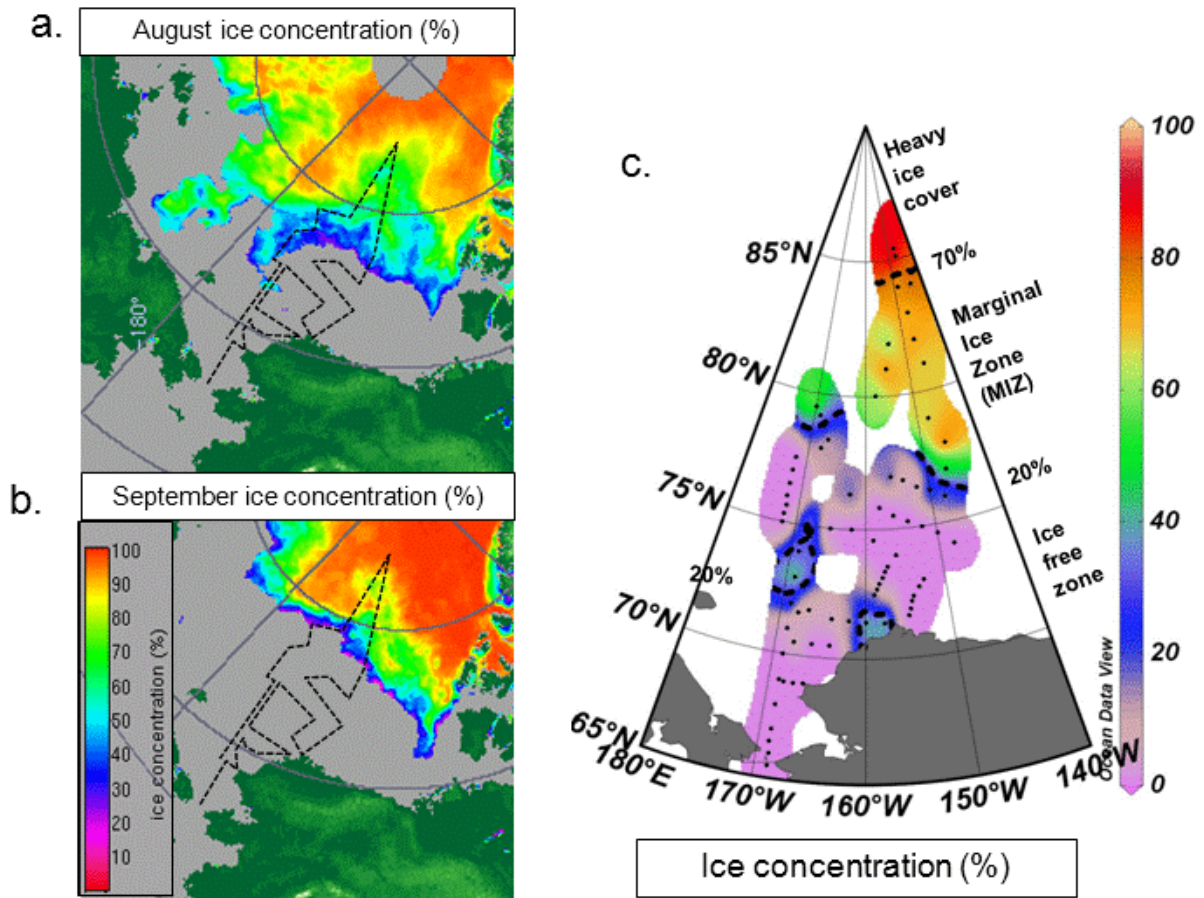 a.
August ice concentration (%)
-180°
b.
September ice concentration (%)
100
90
80
70
60
50
40
30
20
10
ice concentration (%)
c.
Heavy
ice
cover
70%
Marginal
Ice
Zone
(MIZ)
20%
Ice
free
zone
20%
85°N
80°N
75°N
70°N
65°N
180°E
170°W
160°W
150°W
140°W
100
80
60
40
20
0
Ocean Data View
Ice concentration (%)